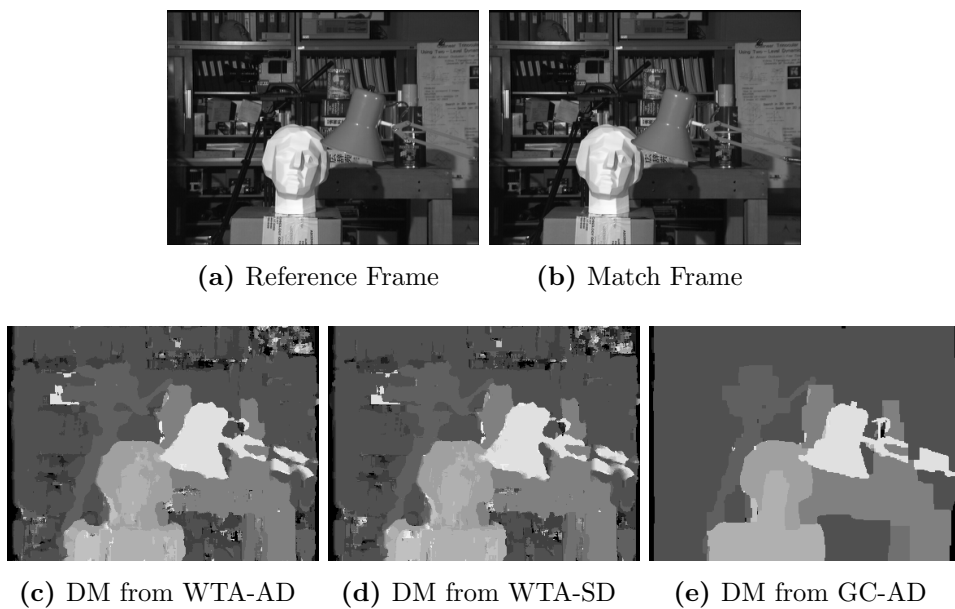 (a) Reference Frame
(b) Match Frame
(c) DM from WTA-AD
(d) DM from WTA-SD
(e) DM from GC-AD